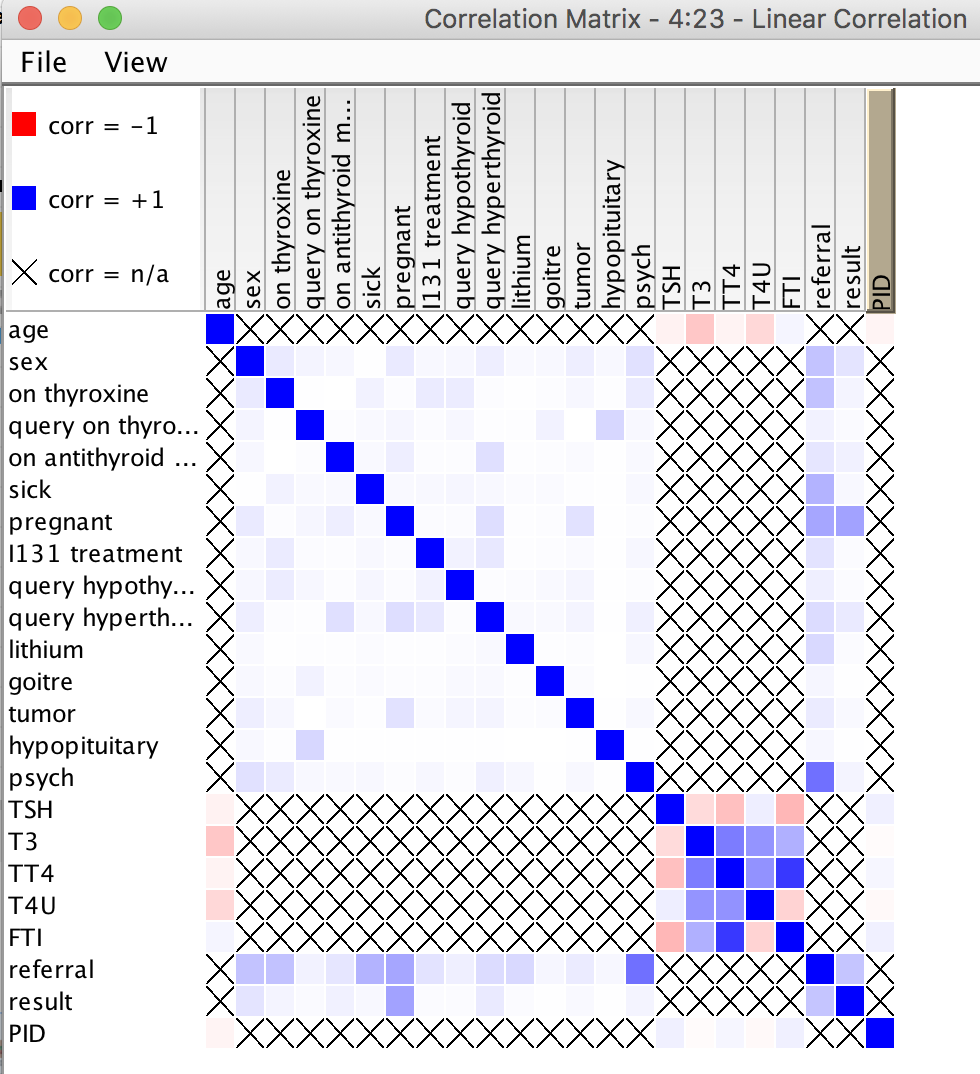 Correlation Matrix - 4:23 - Linear Correlation
File View
corr = -1
corr = +1
corr = n/a
age
sex
on thyroxine
query on thyroxine
on antithyroid m...
sick
pregnant
I131 treatment
query hypothyroid
query hyperthyroid
lithium
goitre
tumor
hypopituitary
psych
TSH
T3
TT4
T4U
FTI
referral
result
PID
age
sex
on thyroxine
query on thyro...
on antithyroid ...
sick
pregnant
I131 treatment
query hypothy...
query hyperth...
lithium
goitre
tumor
hypopituitary
psych
TSH
T3
TT4
T4U
FTI
referral
result
PID